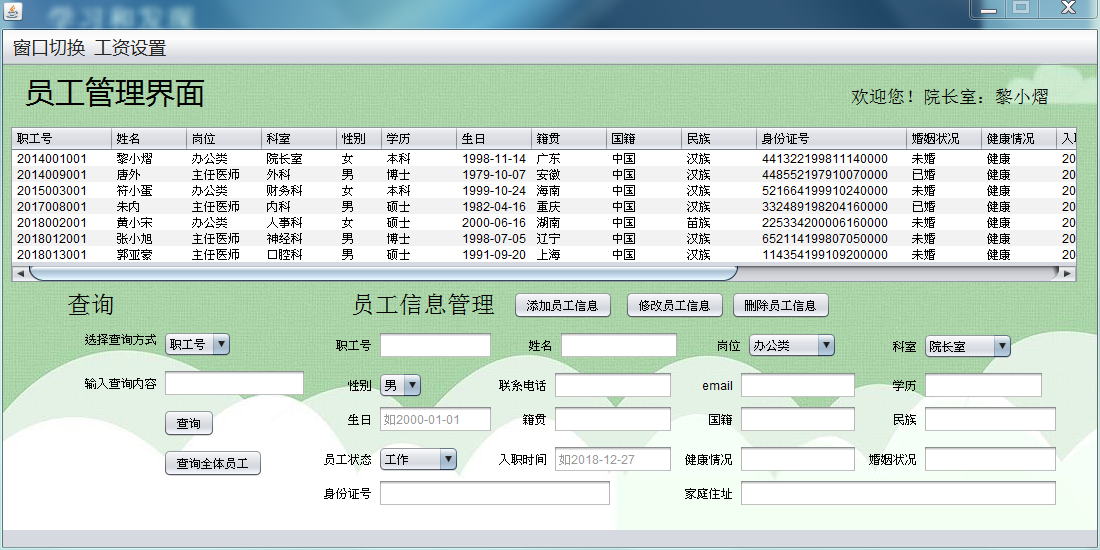 学习和发展
窗口切换 工资设置
员工管理界面
欢迎您！院长室：黎小熠
职工号 姓名 岗位 科室 性别 学历 生日 籍贯 国籍 民族 身份证号 婚姻状况 健康情况 入
2014001001 黎小熠 办公类 院长室 女 本科 1998-11-14 广东 中国 汉族 441322199811140000 未婚 健康 20
2014009001 唐外 主任医师 外科 男 博士 1979-10-07 安徽 中国 汉族 448552197910070000 已婚 健康 20
2015003001 符小蛋 办公类 财务科 女 本科 1999-10-24 海南 中国 汉族 521664199910240000 未婚 健康 20
2017008001 朱内 主任医师 内科 男 硕士 1982-04-16 重庆 中国 汉族 332489198204160000 已婚 健康 20
2018002001 黄小宋 办公类 人事科 女 硕士 2000-06-16 湖南 中国 苗族 225334200006160000 未婚 健康 20
2018012001 张小旭 主任医师 神经科 男 博士 1998-07-05 辽宁 中国 汉族 652114199807050000 未婚 健康 20
2018013001 郭亚蒙 主任医师 口腔科 男 硕士 1991-09-20 上海 中国 汉族 114354199109200000 未婚 健康 20
查询 员工信息管理 添加员工信息 修改员工信息 删除员工信息
选择查询方式 职工号 职工号 姓名 岗位 办公类 科室 院长室
输入查询内容 性别 男 联系电话 email 学历
查询 生日 如2000-01-01 籍贯 国籍 民族
查询全体员工 员工状态 工作 入职时间 如2018-12-27 健康情况 婚姻状况
身份证号 家庭住址